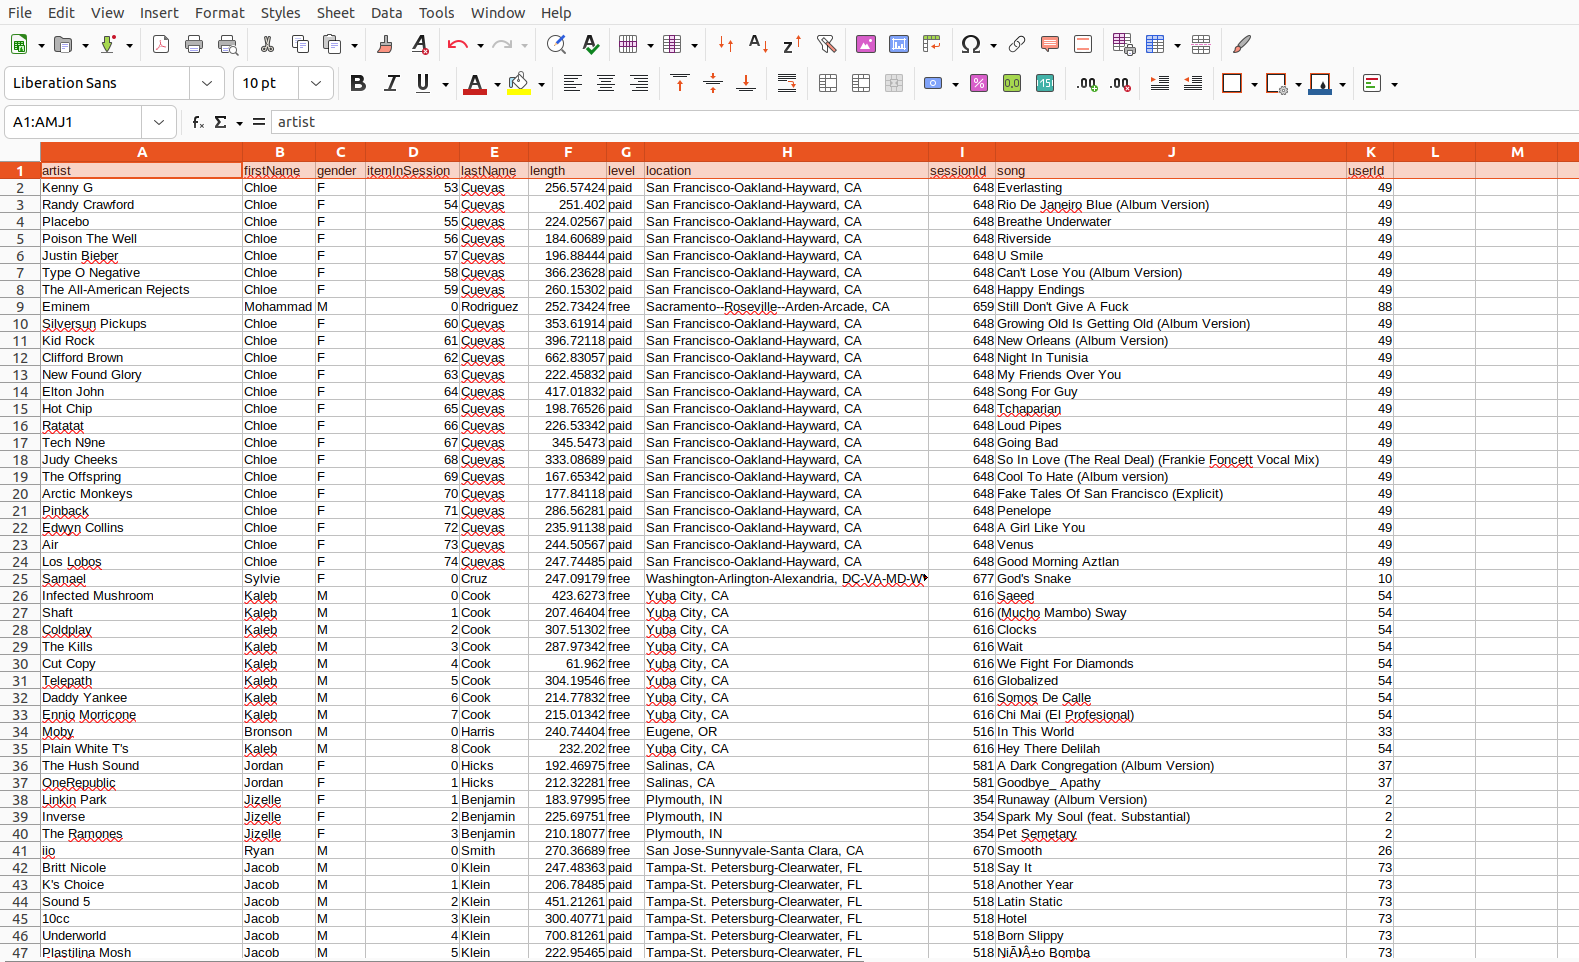 File Edit View Insert Format Styles Sheet Data Tools Window Help
Liberation Sans 10 pt
A1:AMJ1 artist
A B C D E F G H I J K L M
1 artist firstName gender itemInSession lastName length level location sessionId song userId
2 Kenny G Chloe F 53 Cuevas 256.57424 paid San Francisco-Oakland-Hayward, CA 648 Everlasting 49
3 Randy Crawford Chloe F 54 Cuevas 251.402 paid San Francisco-Oakland-Hayward, CA 648 Rio De Janeiro Blue (Album Version) 49
4 Placebo Chloe F 55 Cuevas 224.02567 paid San Francisco-Oakland-Hayward, CA 648 Breathe Underwater 49
5 Poison The Well Chloe F 56 Cuevas 184.60689 paid San Francisco-Oakland-Hayward, CA 648 Riverside 49
6 Justin Bieber Chloe F 57 Cuevas 196.88444 paid San Francisco-Oakland-Hayward, CA 648 U Smile 49
7 Type O Negative Chloe F 58 Cuevas 366.23628 paid San Francisco-Oakland-Hayward, CA 648 Can't Lose You (Album Version) 49
8 The All-American Rejects Chloe F 59 Cuevas 260.15302 paid San Francisco-Oakland-Hayward, CA 648 Happy Endings 49
9 Eminem Mohammad M 0 Rodriguez 252.73424 free Sacramento--Roseville--Arden-Arcade, CA 659 Still Don't Give A Fuck 88
10 Silversun Pickups Chloe F 60 Cuevas 353.61914 paid San Francisco-Oakland-Hayward, CA 648 Growing Old Is Getting Old (Album Version) 49
11 Kid Rock Chloe F 61 Cuevas 396.72118 paid San Francisco-Oakland-Hayward, CA 648 New Orleans (Album Version) 49
12 Clifford Brown Chloe F 62 Cuevas 662.83057 paid San Francisco-Oakland-Hayward, CA 648 Night In Tunisia 49
13 New Found Glory Chloe F 63 Cuevas 222.45832 paid San Francisco-Oakland-Hayward, CA 648 My Friends Over You 49
14 Elton John Chloe F 64 Cuevas 417.01832 paid San Francisco-Oakland-Hayward, CA 648 Song For Guy 49
15 Hot Chip Chloe F 65 Cuevas 198.76526 paid San Francisco-Oakland-Hayward, CA 648 Tchaparian 49
16 Ratatat Chloe F 66 Cuevas 226.53342 paid San Francisco-Oakland-Hayward, CA 648 Loud Pipes 49
17 Tech N9ne Chloe F 67 Cuevas 345.5473 paid San Francisco-Oakland-Hayward, CA 648 Going Bad 49
18 Judy Cheeks Chloe F 68 Cuevas 333.08689 paid San Francisco-Oakland-Hayward, CA 648 So In Love (The Real Deal) (Frankie Foncett Vocal Mix) 49
19 The Offspring Chloe F 69 Cuevas 167.65342 paid San Francisco-Oakland-Hayward, CA 648 Cool To Hate (Album version) 49
20 Arctic Monkeys Chloe F 70 Cuevas 177.84118 paid San Francisco-Oakland-Hayward, CA 648 Fake Tales Of San Francisco (Explicit) 49
21 Pinback Chloe F 71 Cuevas 286.56281 paid San Francisco-Oakland-Hayward, CA 648 Penelope 49
22 Edwyn Collins Chloe F 72 Cuevas 235.91138 paid San Francisco-Oakland-Hayward, CA 648 A Girl Like You 49
23 Air Chloe F 73 Cuevas 244.50567 paid San Francisco-Oakland-Hayward, CA 648 Venus 49
24 Los Lobos Chloe F 74 Cuevas 247.74485 paid San Francisco-Oakland-Hayward, CA 648 Good Morning Aztlan 49
25 Samael Sylvie F 0 Cruz 247.09179 free Washington-Arlington-Alexandria, DC-VA-MD-W 677 God's Snake 10
26 Infected Mushroom Kaleb M 0 Cook 423.6273 free Yuba City, CA 616 Saeed 54
27 Shaft Kaleb M 1 Cook 207.46404 free Yuba City, CA 616 (Mucho Mambo) Sway 54
28 Coldplay Kaleb M 2 Cook 307.51302 free Yuba City, CA 616 Clocks 54
29 The Kills Kaleb M 3 Cook 287.97342 free Yuba City, CA 616 Wait 54
30 Cut Copy Kaleb M 4 Cook 61.962 free Yuba City, CA 616 We Fight For Diamonds 54
31 Telepath Kaleb M 5 Cook 304.19546 free Yuba City, CA 616 Globalized 54
32 Daddy Yankee Kaleb M 6 Cook 214.77832 free Yuba City, CA 616 Somos De Calle 54
33 Ennio Morricone Kaleb M 7 Cook 215.01342 free Yuba City, CA 616 Chi Mai (El Profesional) 54
34 Moby Bronson M 0 Harris 240.74404 free Eugene, OR 516 In This World 33
35 Plain White T's Kaleb M 8 Cook 232.202 free Yuba City, CA 616 Hey There Delilah 54
36 The Hush Sound Jordan F 0 Hicks 192.46975 free Salinas, CA 581 A Dark Congregation (Album Version) 37
37 OneRepublic Jordan F 1 Hicks 212.32281 free Salinas, CA 581 Goodbye_ Apathy 37
38 Linkin Park Jizelle F 1 Benjamin 183.97995 free Plymouth, IN 354 Runaway (Album Version) 2
39 Inverse Jizelle F 2 Benjamin 225.69751 free Plymouth, IN 354 Spark My Soul (feat. Substantial) 2
40 The Ramones Jizelle F 3 Benjamin 210.18077 free Plymouth, IN 354 Pet Semetary 2
41 iio Ryan M 0 Smith 270.36689 free San Jose-Sunnyvale-Santa Clara, CA 670 Smooth 26
42 Britt Nicole Jacob M 0 Klein 247.48363 paid Tampa-St. Petersburg-Clearwater, FL 518 Say It 73
43 K's Choice Jacob M 1 Klein 206.78485 paid Tampa-St. Petersburg-Clearwater, FL 518 Another Year 73
44 Sound 5 Jacob M 2 Klein 451.21261 paid Tampa-St. Petersburg-Clearwater, FL 518 Latin Static 73
45 10cc Jacob M 3 Klein 300.40771 paid Tampa-St. Petersburg-Clearwater, FL 518 Hotel 73
46 Underworld Jacob M 4 Klein 700.81261 paid Tampa-St. Petersburg-Clearwater, FL 518 Born Slippy 73
47 Plastilina Mosh Jacob M 5 Klein 222.95465 paid Tampa-St. Petersburg-Clearwater, FL 518 Bomba 73